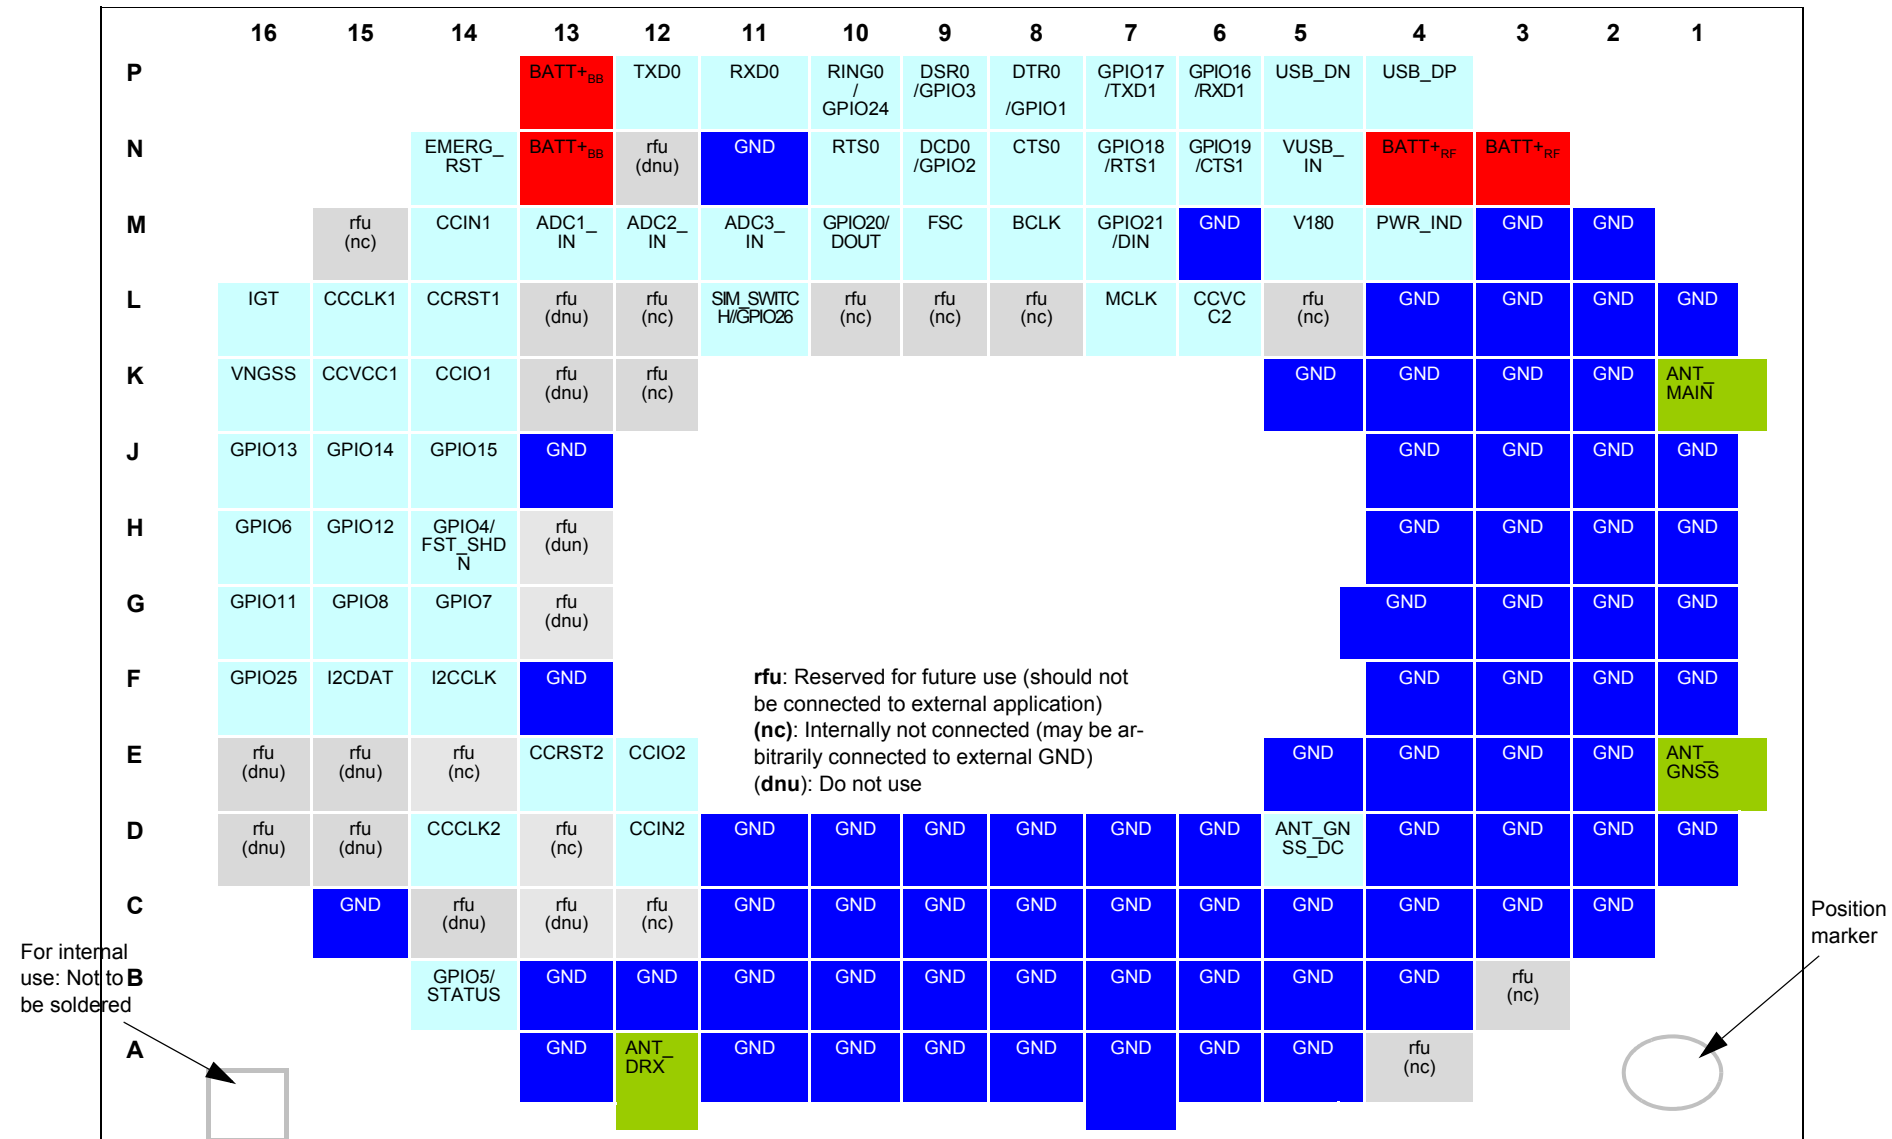 16 15 14 13 12 11 10 9 8 7 6 5 4 3 2 1
P BATT+BB TXD0 RXD0 RING0 / GPIO24 DSR0 /GPIO3 DTR0 /GPIO1 GPIO17 /TXD1 GPIO16 /RXD1 USB_DN USB_DP
N EMERG_ RST BATT+BB rfu (dnu) GND RTS0 DCD0 /GPIO2 CTS0 GPIO18 /RTS1 GPIO19 /CTS1 VUSB_ IN BATT+RF BATT+RF
M rfu (nc) CCIN1 ADC1_ IN ADC2_ IN ADC3_ IN GPIO20/ DOUT FSC BCLK GPIO21 /DIN GND V180 PWR_IND GND GND
L IGT CCCLK1 CCRST1 rfu (dnu) rfu (nc) SIM_SWITC H//GPIO26 rfu (nc) rfu (nc) rfu (nc) MCLK CCVC C2 rfu (nc) GND GND GND GND
K VNGSS CCVCC1 CCIO1 rfu (dnu) rfu (nc) GND GND GND GND ANT_ MAIN
J GPIO13 GPIO14 GPIO15 GND GND GND GND GND
H GPIO6 GPIO12 GPIO4/ FST_SHD N rfu (dun) GND GND GND GND
G GPIO11 GPIO8 GPIO7 rfu (dnu) GND GND GND GND
F GPIO25 I2CDAT I2CCLK GND GND GND GND GND
rfu: Reserved for future use (should not
be connected to external application)
(nc): Internally not connected (may be ar-
bitrarily connected to external GND)
(dnu): Do not use
E rfu (dnu) rfu (dnu) rfu (nc) CCRST2 CCIO2 GND GND GND GND ANT_ GNSS
D rfu (dnu) rfu (dnu) CCCLK2 rfu (nc) CCIN2 GND GND GND GND GND GND ANT_GN SS_DC GND GND GND GND
C GND rfu (dnu) rfu (dnu) rfu (nc) GND GND GND GND GND GND GND GND GND GND
B GPIO5/ STATUS GND GND GND GND GND GND GND GND GND GND rfu (nc)
A GND ANT_ DRX GND GND GND GND GND GND GND rfu (nc)
For internal
use: Not to
be soldered
Position
marker